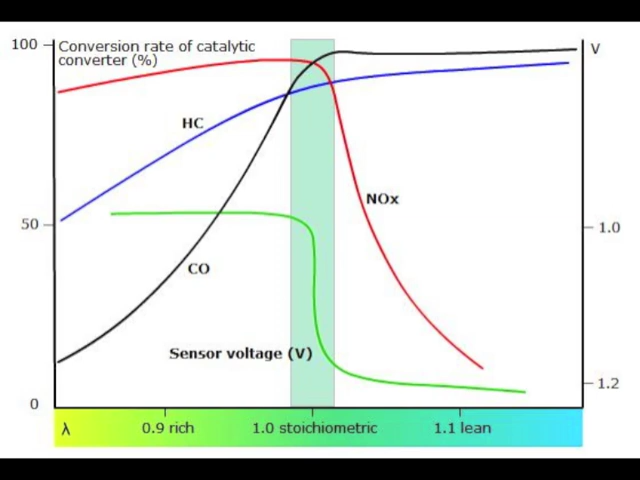 100
Conversion rate of catalytic
converter (%)
V
HC
NOx
50
1.0
CO
Sensor voltage (V)
1.2
0
λ
0.9 rich
1.0 stoichiometric
1.1 lean